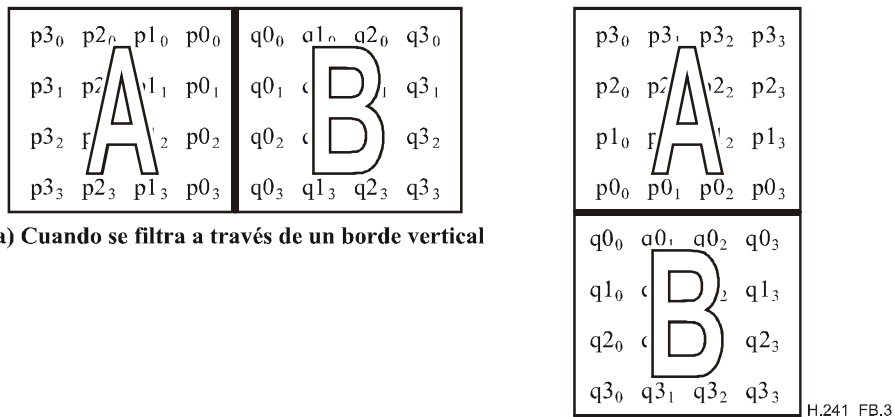 p3₀ p2₀ p1₀ p0₀ q0₀ q1₀ q2₀ q3₀
p3₁ p0₁ q0₁ q3₁
A B
p3₂ p0₂ q0₂ q3₂
p3₃ p2₃ p1₃ p0₃ q0₃ q1₃ q2₃ q3₃
a) Cuando se filtra a través de un borde vertical
p3₀ p3₁ p3₂ p3₃
p2₀ p2₃
A
p1₀ p1₃
p0₀ p0₁ p0₂ p0₃
q0₀ q0₁ q0₂ q0₃
q1₀ q1₃
B
q2₀ q2₃
q3₀ q3₁ q3₂ q3₃
H.241_FB.3